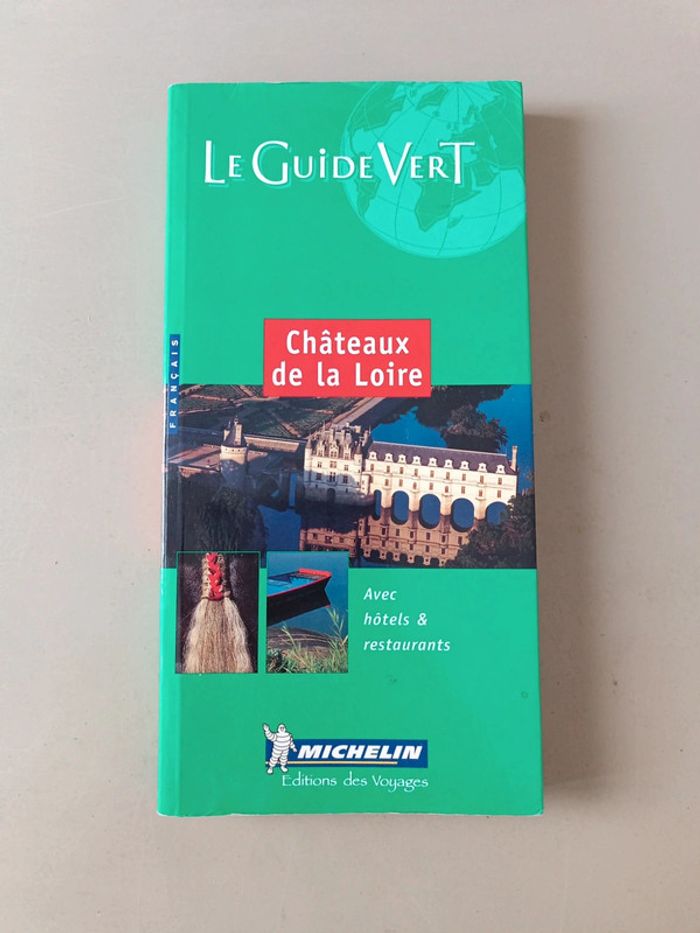 LE GUIDE VERT
Châteaux
de la Loire
FRANÇAIS
Avec
hôtels &
restaurants
MICHELIN
Editions des Voyages